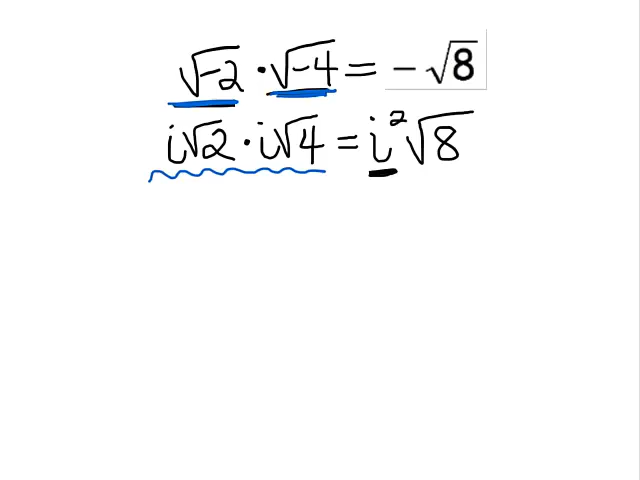 √-2 · √-4 = -√8
i√2 · i√4 = i²√8